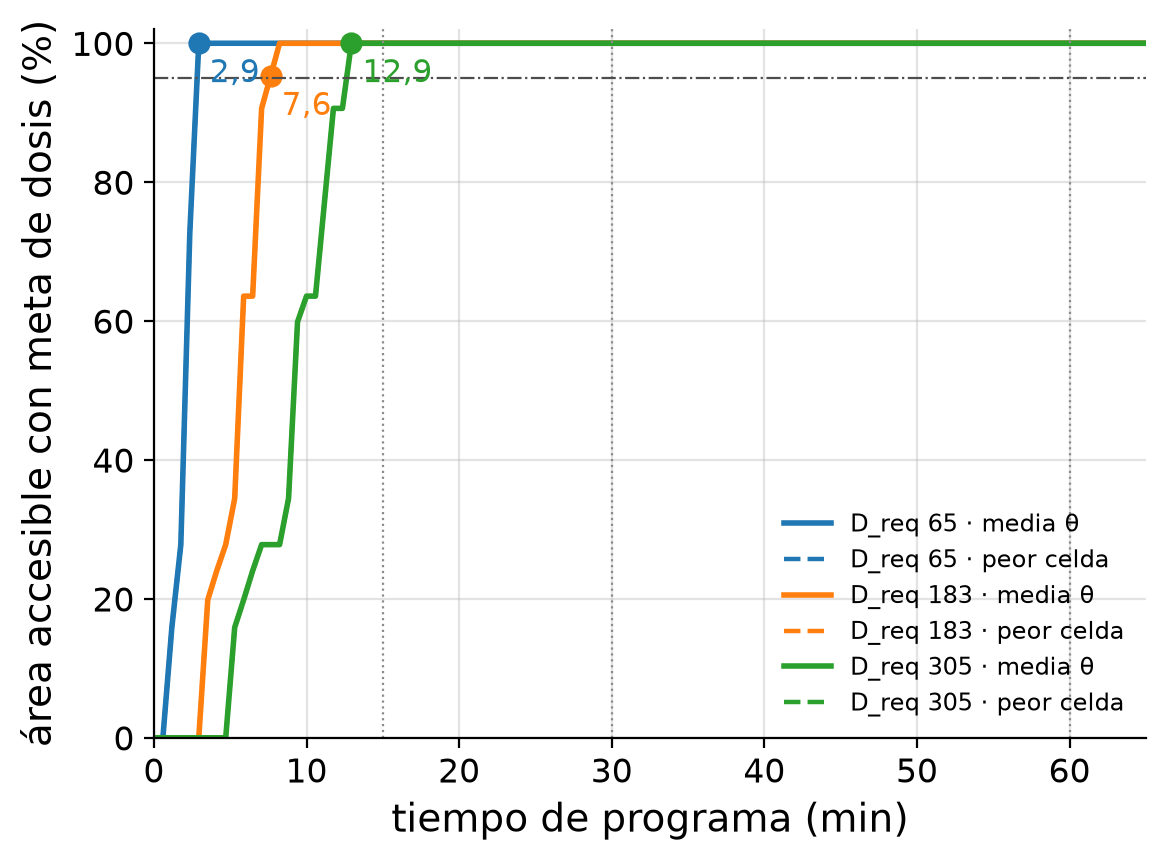 área accesible con meta de dosis (%)
100
80
60
40
20
0
2,9
7,6
12,9
D_req 65 · media θ
D_req 65 · peor celda
D_req 183 · media θ
D_req 183 · peor celda
D_req 305 · media θ
D_req 305 · peor celda
0 10 20 30 40 50 60
tiempo de programa (min)